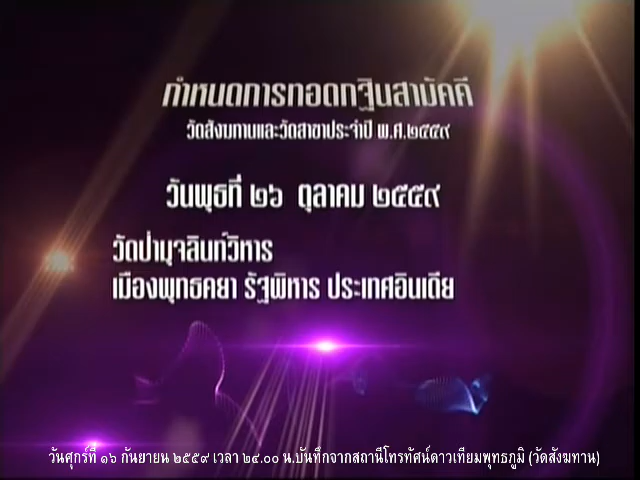 กำหนดการทอดกฐินสามัคคี
วัดสังฆทานและวัดสาขาประจำปี พ.ศ.๒๕๕๙
วันพุธที่ ๒๖ ตุลาคม ๒๕๕๙
วัดป่ามุจลินท์วิหาร
เมืองพุทธคยา รัฐพิหาร ประเทศอินเดีย
วันศุกร์ที่ ๑๖ กันยายน ๒๕๕๙ เวลา ๒๔.๐๐ น.บันทึกจากสถานีโทรทัศน์ดาวเทียมพุทธภูมิ (วัดสังฆทาน)